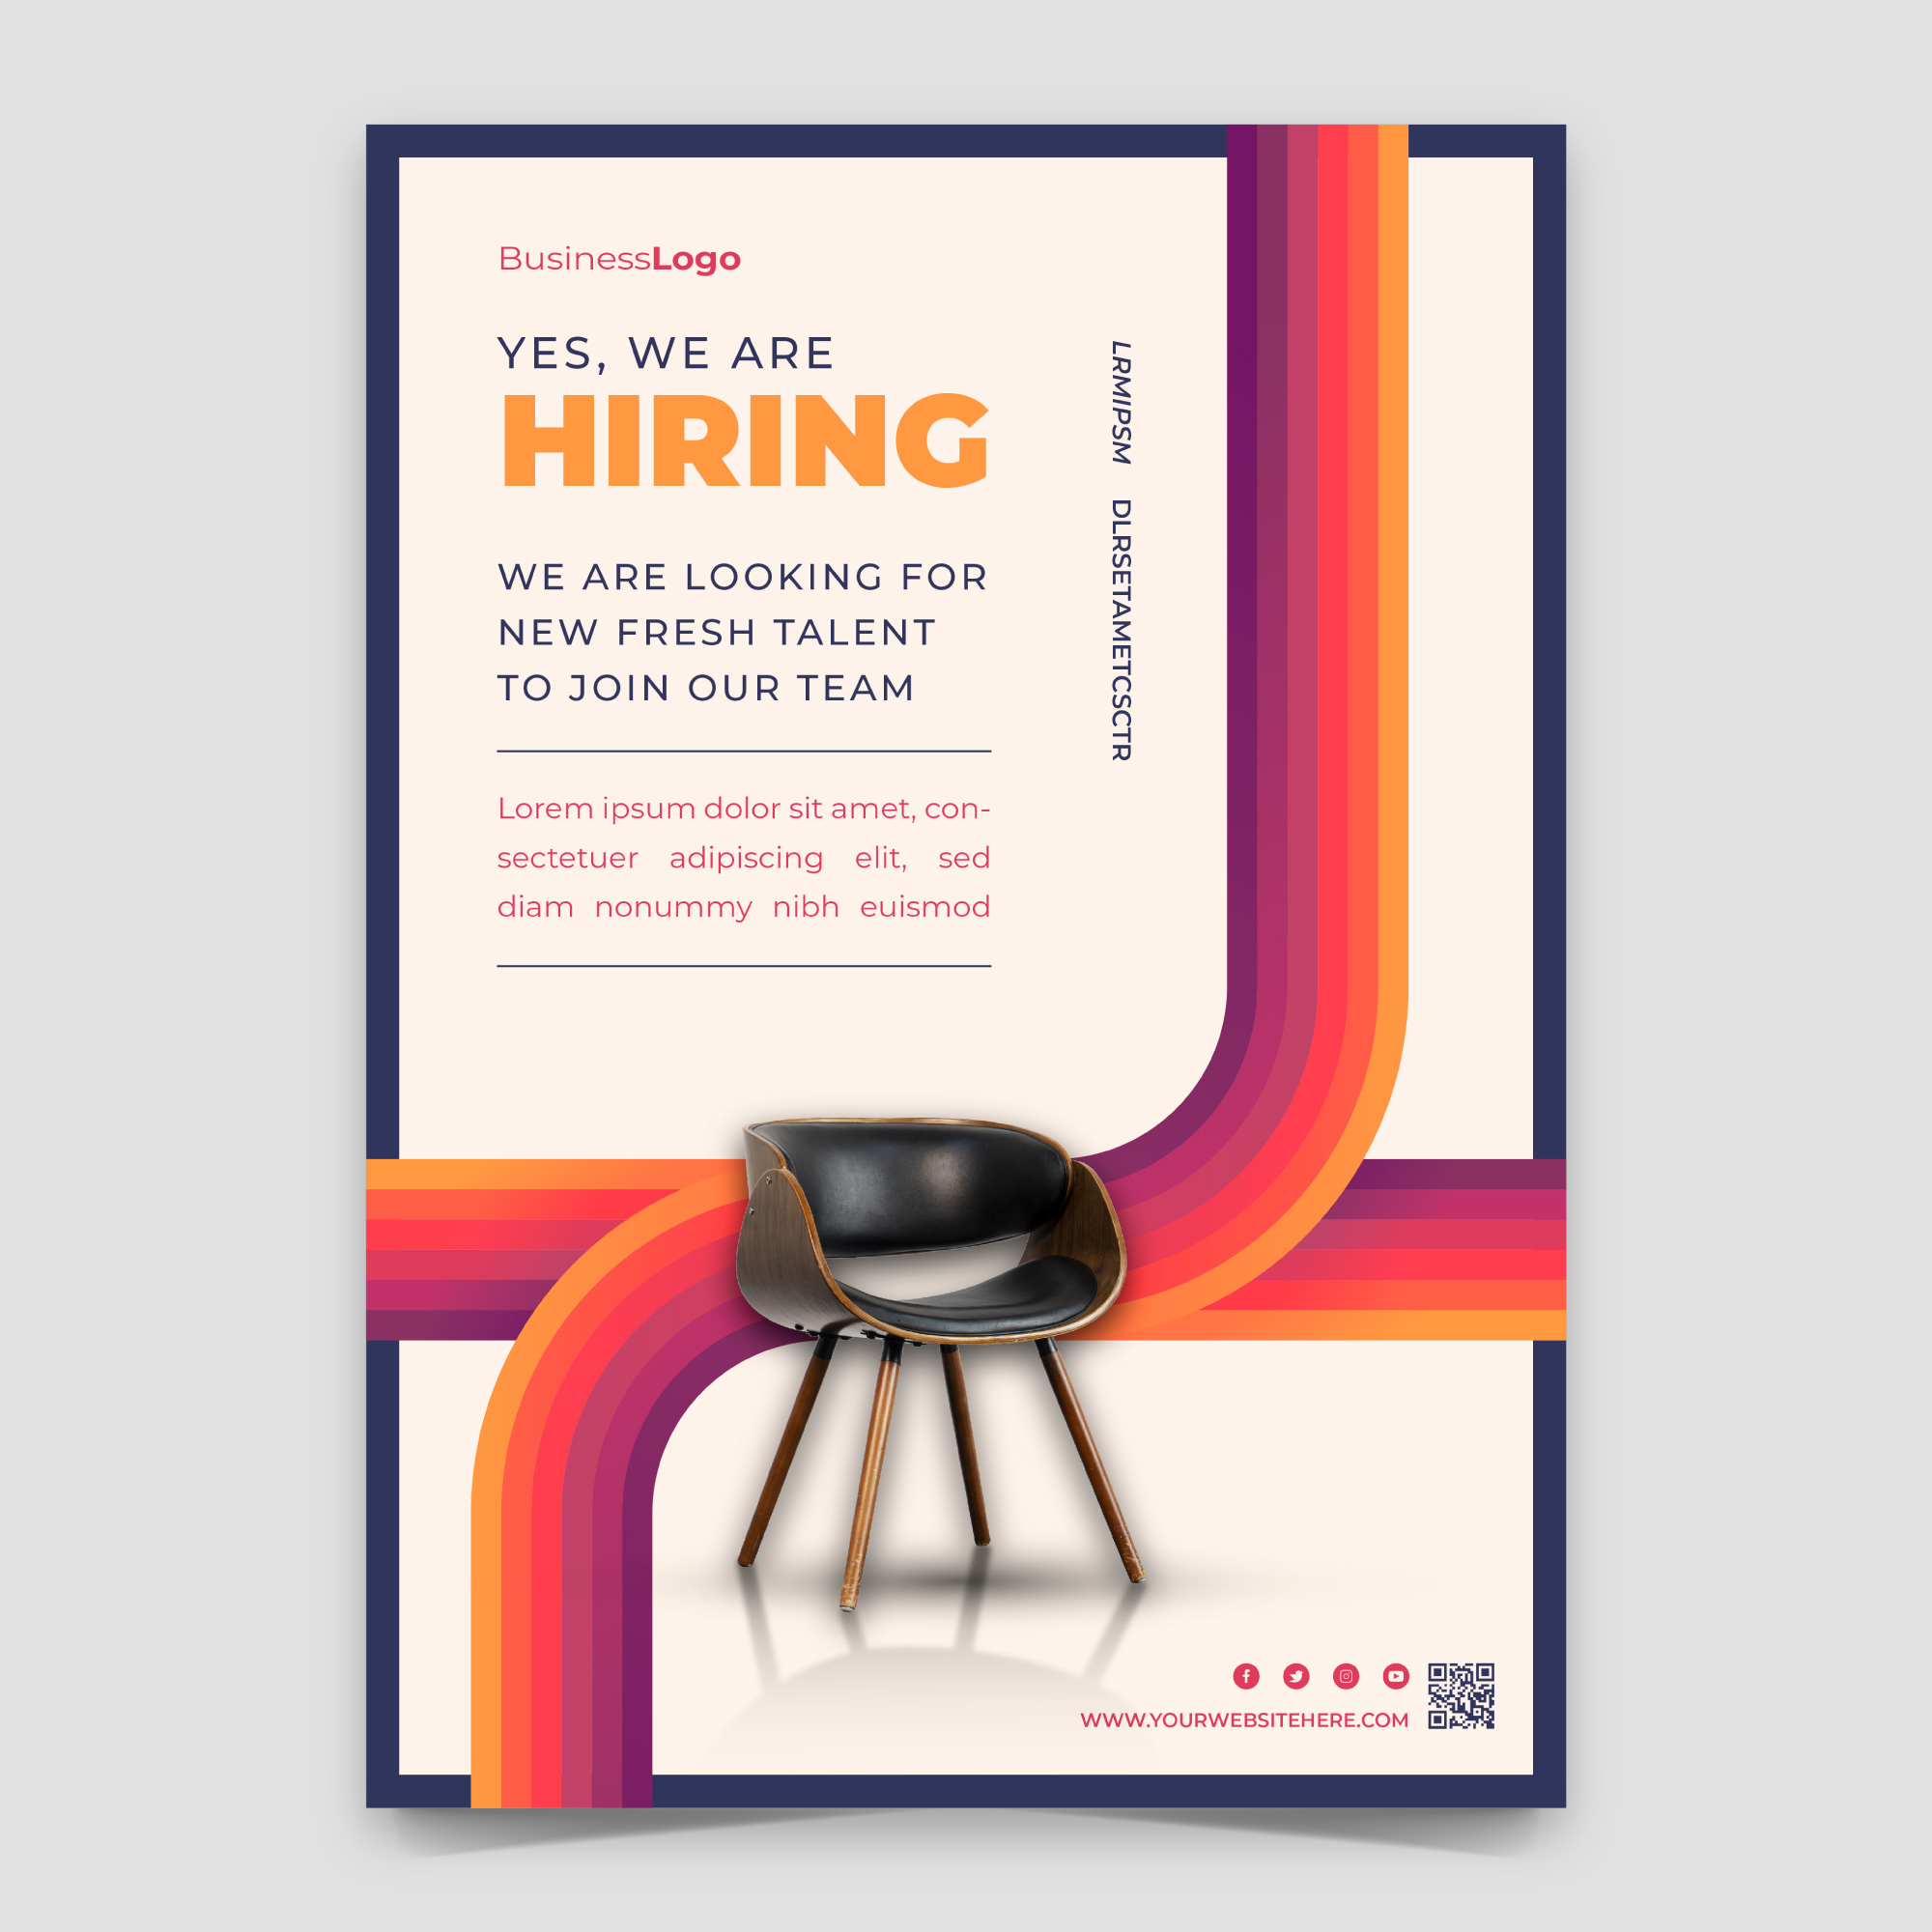 BusinessLogo
YES, WE ARE
HIRING
WE ARE LOOKING FOR
NEW FRESH TALENT
TO JOIN OUR TEAM
Lorem ipsum dolor sit amet, con-
sectetuer adipiscing elit, sed
diam nonummy nibh euismod
LRMIPSM DLRSETAMETCSCTR
WWW.YOURWEBSITEHERE.COM